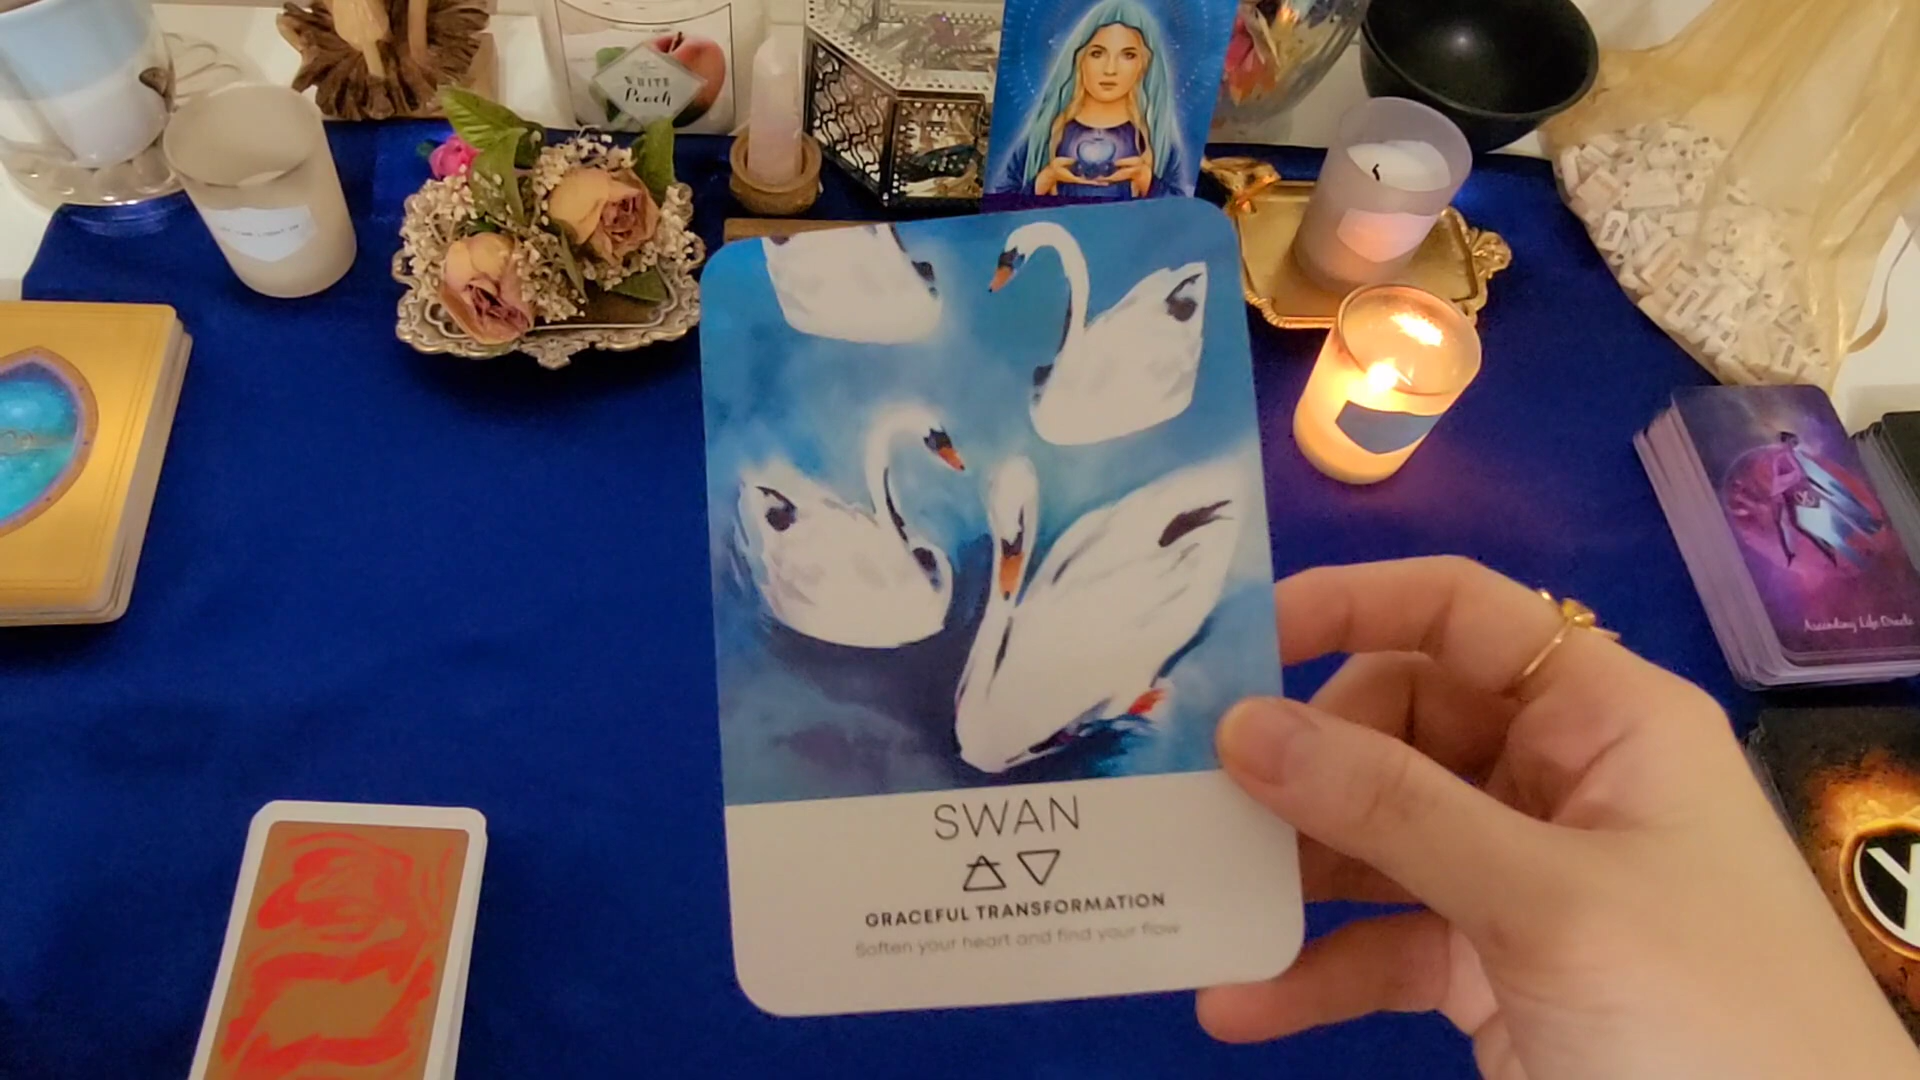 WHITE
Peach
Ascending Life Oracle
SWAN
GRACEFUL TRANSFORMATION
Soften your heart and find your flow